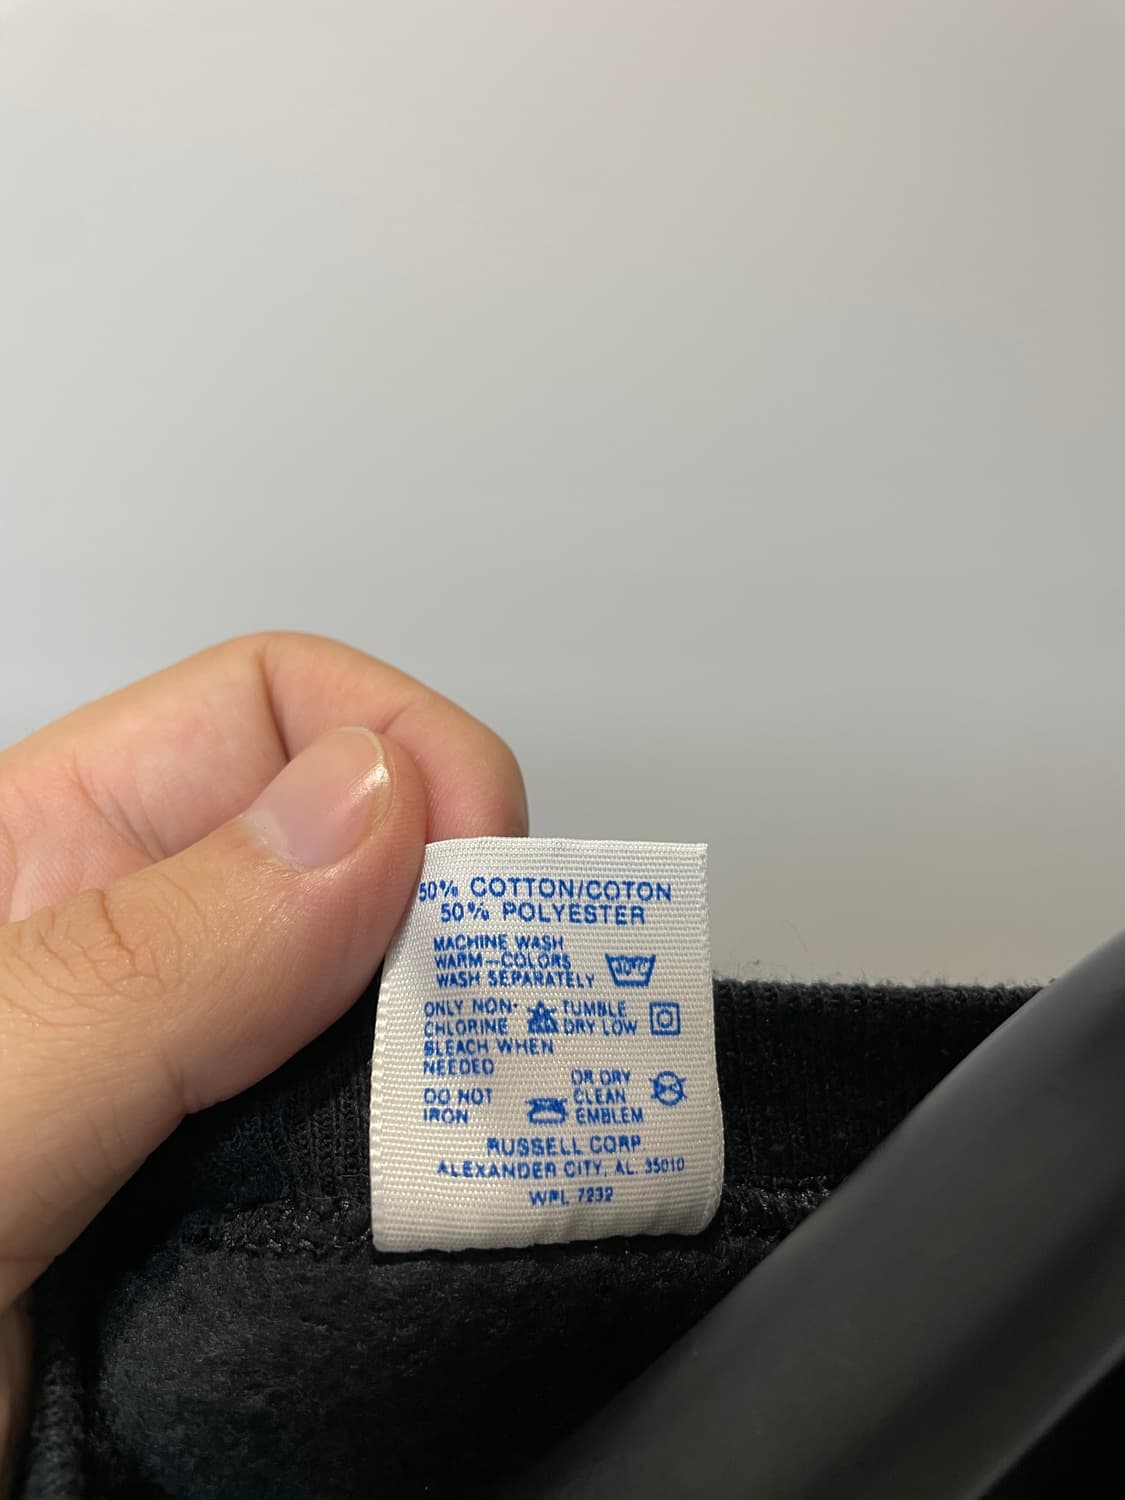 50% COTTON/COTON
50% POLYESTER
MACHINE WASH
WARM-COLORS
WASH SEPARATELY
ONLY NON-
CHLORINE
BLEACH WHEN
NEEDED
TUMBLE
DRY LOW
DO NOT
IRON
OR DRY
CLEAN
EMBLEM
RUSSELL CORP.
ALEXANDER CITY, AL. 35010
WPL 7232